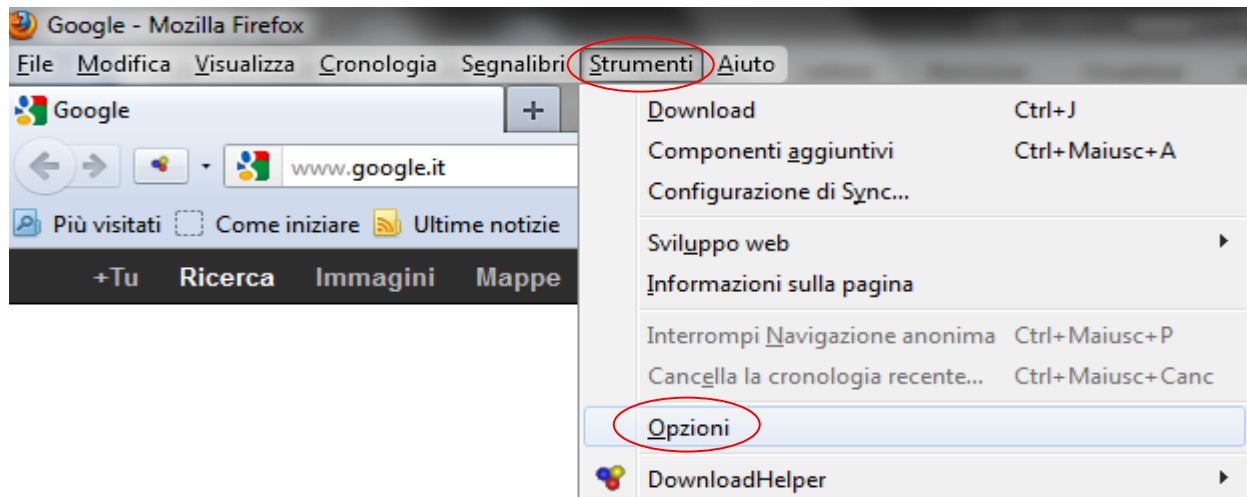 Google - Mozilla Firefox
File Modifica Visualizza Cronologia Segnalibri Strumenti Aiuto
Google +
www.google.it
Più visitati Come iniziare Ultime notizie
+Tu Ricerca Immagini Mappe
Download Ctrl+J
Componenti aggiuntivi Ctrl+Maiusc+A
Configurazione di Sync...
Sviluppo web
Informazioni sulla pagina
Interrompi Navigazione anonima Ctrl+Maiusc+P
Cancella la cronologia recente... Ctrl+Maiusc+Canc
Opzioni
DownloadHelper